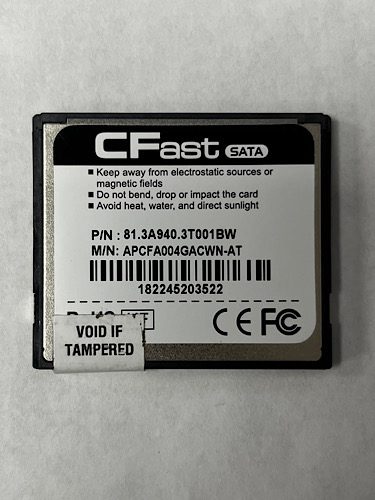 CFast SATA
■ Keep away from electrostatic sources or
magnetic fields
■ Do not bend, drop or impact the card
■ Avoid heat, water, and direct sunlight
P/N : 81.3A940.3T001BW
M/N: APCFA004GACWN-AT
182245203522
CE FC
VOID IF
TAMPERED